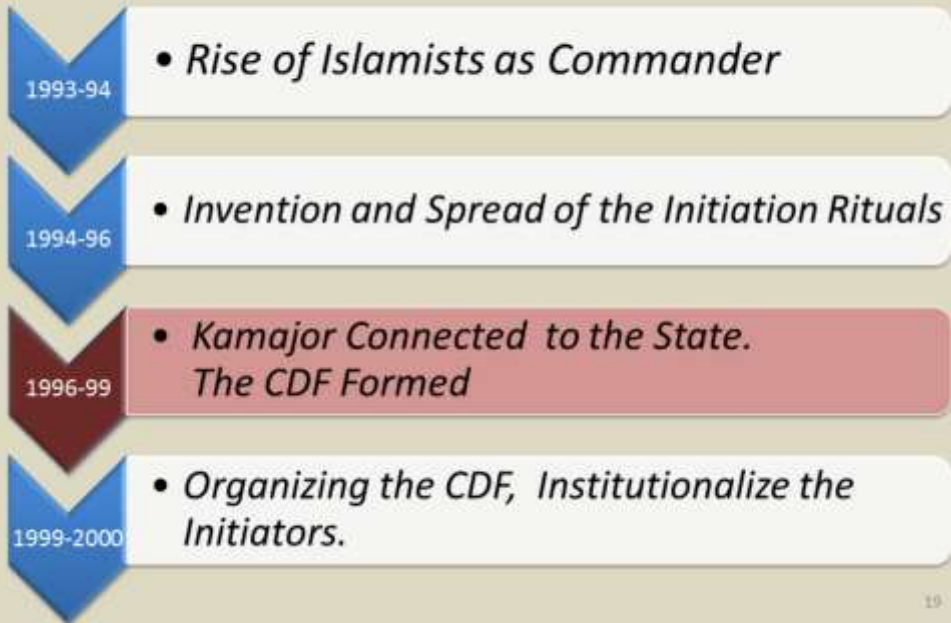 1993-94
• Rise of Islamists as Commander
1994-96
• Invention and Spread of the Initiation Rituals
1996-99
• Kamajor Connected to the State.
The CDF Formed
1999-2000
• Organizing the CDF, Institutionalize the
Initiators.
19